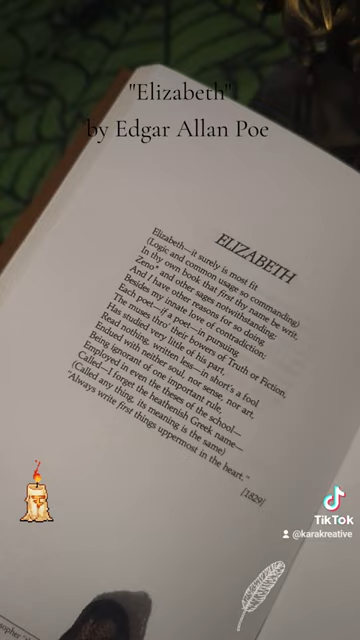 "Elizabeth"
by Edgar Allan Poe
ELIZABETH
Elizabeth—it surely is most fit
(Logic and common usage so commanding)
In thy own book that first thy name be writ,
Zeno* and other sages notwithstanding;
And I have other reasons for so doing
Besides my innate love of contradiction;
Each poet—if a poet—in pursuing
The muses thro' their bowers of Truth or Fiction,
Has studied very little of his part,
Read nothing, written less—in short's a fool
Endued with neither soul, nor sense, nor art,
Being ignorant of one important rule,
Employed in even the theses of the school—
Called—I forget the heathenish Greek name—
(Called any thing, its meaning is the same)
"Always write first things uppermost in the heart."
[1829]
TikTok
@karakreative